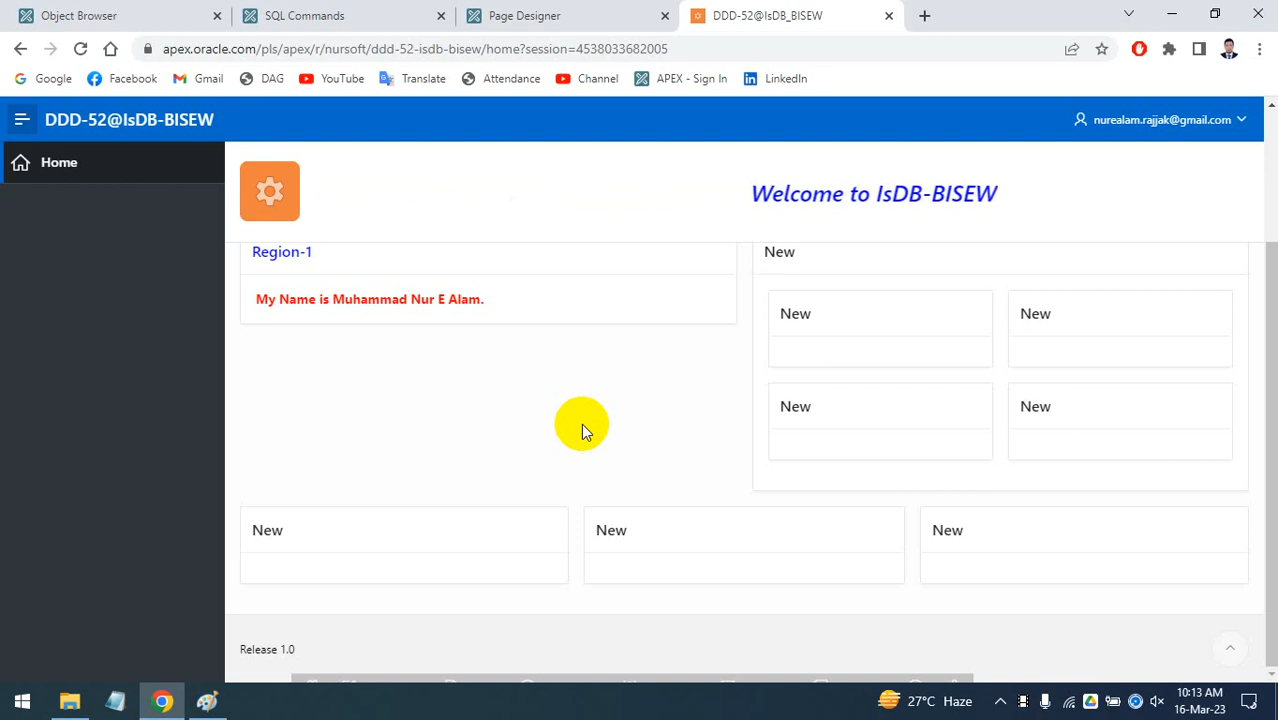 Object Browser
SQL Commands
Page Designer
DDD-52@IsDB_BISEW
apex.oracle.com/pls/apex/r/nursoft/ddd-52-isdb-bisew/home?session=4538033682005
Google
Facebook
Gmail
DAG
YouTube
Translate
Attendance
Channel
APEX - Sign In
LinkedIn
DDD-52@IsDB-BISEW
nurealam.rajjak@gmail.com
Home
Welcome to IsDB-BISEW
Region-1
New
My Name is Muhammad Nur E Alam.
New
New
New
New
New
New
New
Release 1.0
27°C Haze
10:13 AM
16-Mar-23